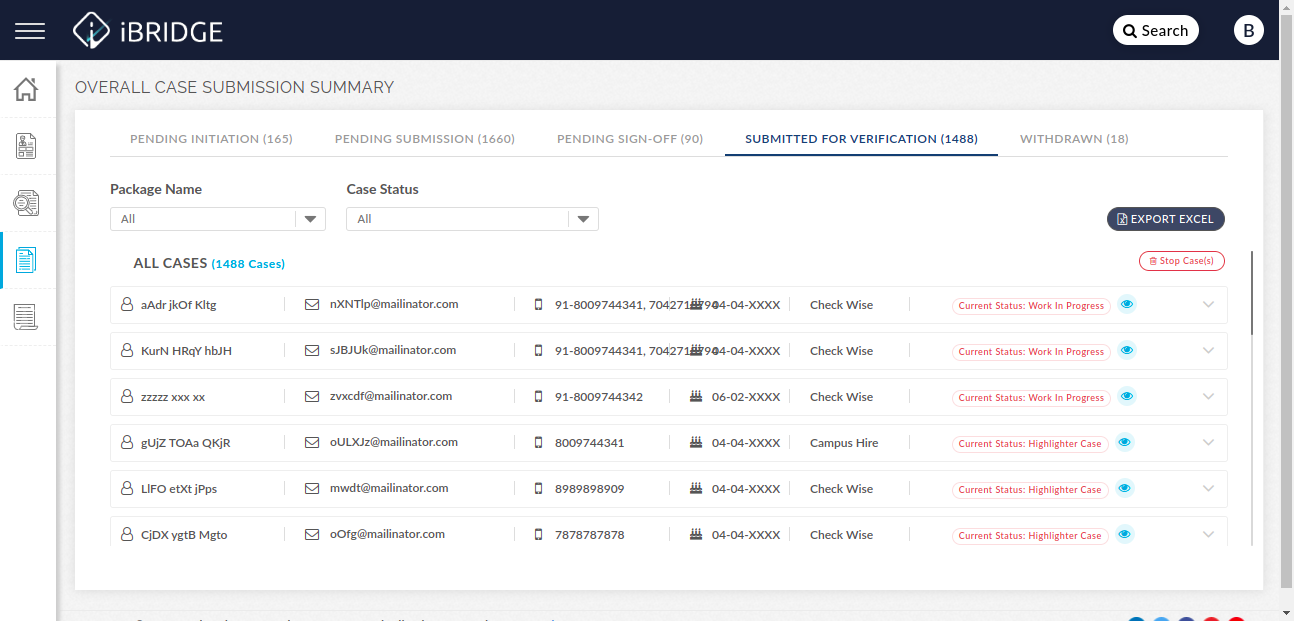 iBRIDGE
Search
B
OVERALL CASE SUBMISSION SUMMARY
PENDING INITIATION (165) PENDING SUBMISSION (1660) PENDING SIGN-OFF (90) SUBMITTED FOR VERIFICATION (1488) WITHDRAWN (18)
Package Name Case Status
All All EXPORT EXCEL
ALL CASES (1488 Cases) Stop Case(s)
aAdr jkOf Kltg nXNTlp@mailinator.com 91-8009744341, 04-04-XXXX Check Wise Current Status: Work In Progress
KurN HRqY hbJH sJBJUk@mailinator.com 91-8009744341, 04-04-XXXX Check Wise Current Status: Work In Progress
zzzzz xxx xx zvxcdf@mailinator.com 91-8009744342 06-02-XXXX Check Wise Current Status: Work In Progress
gUjZ TOAa QKjR oULXJz@mailinator.com 8009744341 04-04-XXXX Campus Hire Current Status: Highlighter Case
LlFO etXt jPps mwdt@mailinator.com 8989898909 04-04-XXXX Check Wise Current Status: Highlighter Case
CjDX ygtB Mgto oOfg@mailinator.com 7878787878 04-04-XXXX Check Wise Current Status: Highlighter Case